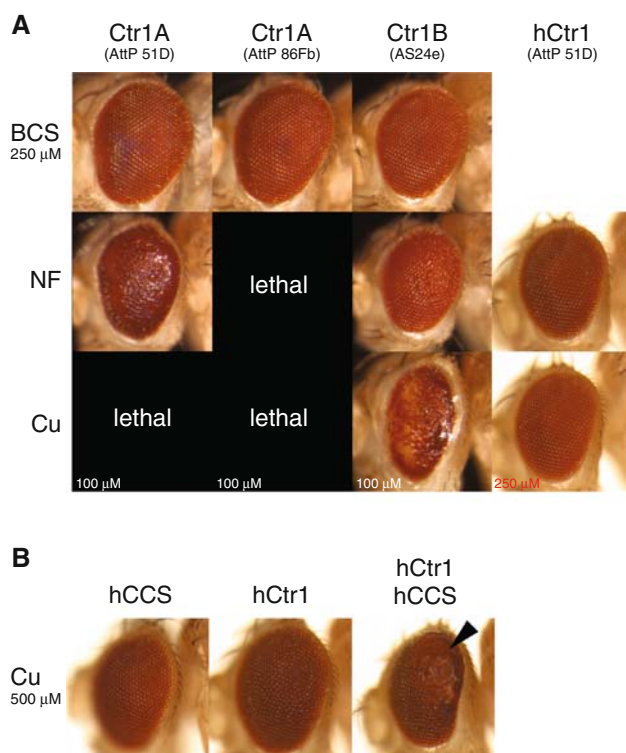 A
Ctr1A
(AttP 51D)
Ctr1A
(AttP 86Fb)
Ctr1B
(AS24e)
hCtr1
(AttP 51D)
BCS
250 µM
NF
lethal
Cu
lethal
lethal
100 µM
100 µM
100 µM
250 µM
B
hCCS
hCtr1
hCtr1
hCCS
Cu
500 µM